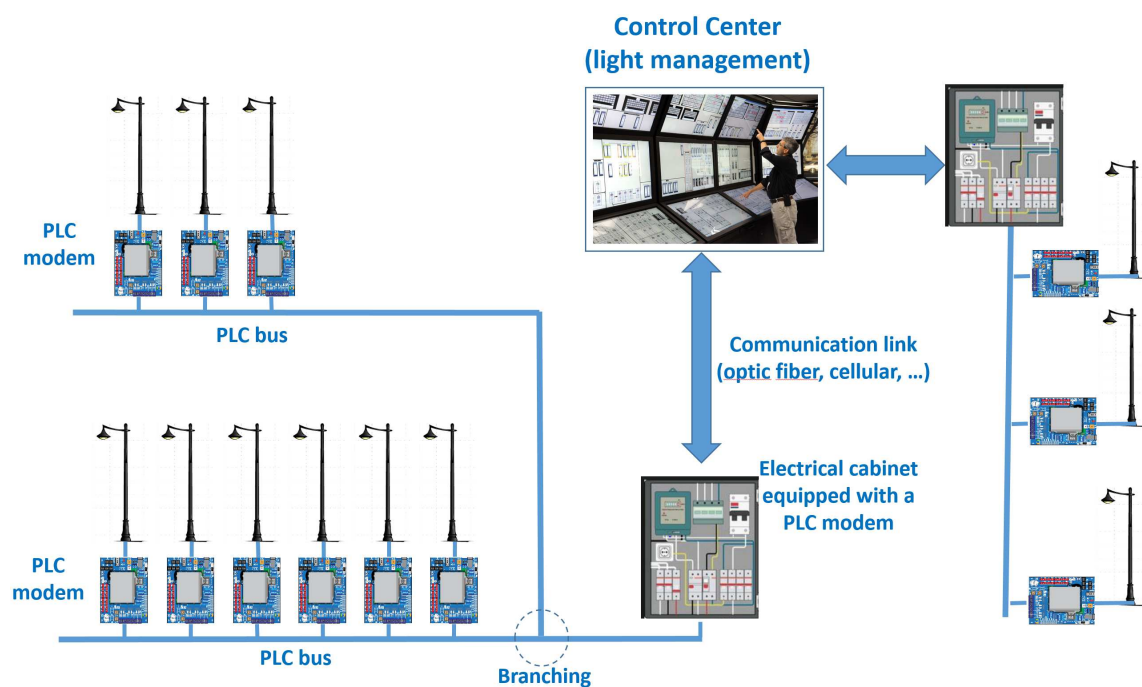 Control Center
(light management)
PLC
modem
PLC bus
Communication link
(optic fiber, cellular, …)
Electrical cabinet
equipped with a
PLC modem
PLC
modem
PLC bus
Branching